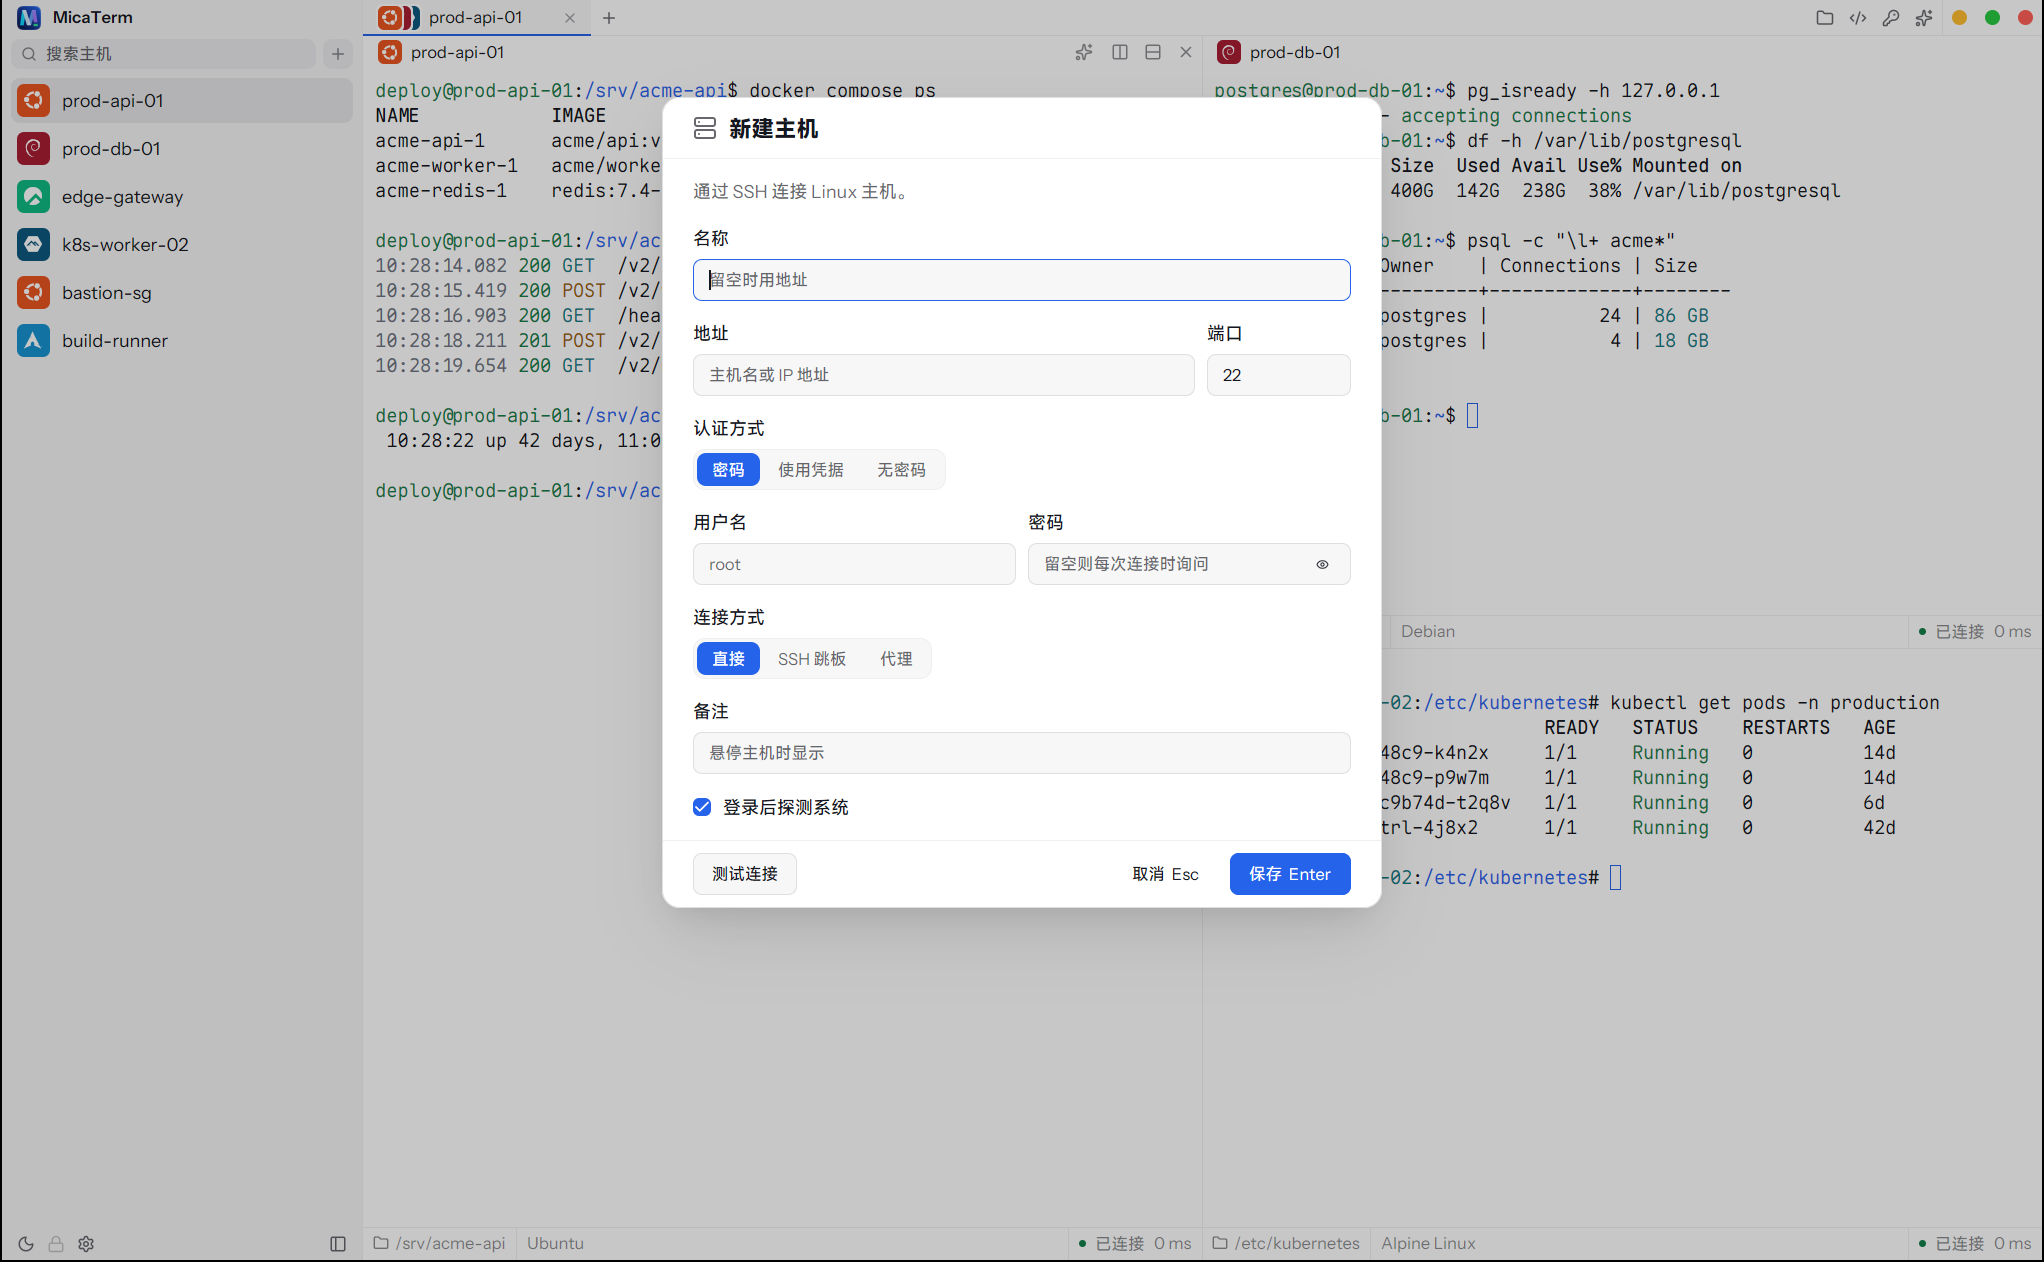 MicaTerm
搜索主机
prod-api-01
prod-db-01
edge-gateway
k8s-worker-02
bastion-sg
build-runner
prod-api-01
prod-api-01
deploy@prod-api-01:/srv/acme-api$ docker compose ps
NAME IMAGE
acme-api-1 acme/api:v
acme-worker-1 acme/worke
acme-redis-1 redis:7.4-
deploy@prod-api-01:/srv/ac
10:28:14.082 200 GET /v2/
10:28:15.419 200 POST /v2/
10:28:16.903 200 GET /hea
10:28:18.211 201 POST /v2/
10:28:19.654 200 GET /v2/
deploy@prod-api-01:/srv/ac
10:28:22 up 42 days, 11:0
deploy@prod-api-01:/srv/ac
/srv/acme-api Ubuntu 已连接 0 ms
新建主机
通过 SSH 连接 Linux 主机。
名称
留空时用地址
地址 端口
主机名或 IP 地址 22
认证方式
密码 使用凭据 无密码
用户名 密码
root 留空则每次连接时询问
连接方式
直接 SSH 跳板 代理
备注
悬停主机时显示
登录后探测系统
测试连接 取消 Esc 保存 Enter
prod-db-01
postgres@prod-db-01:~$ pg_isready -h 127.0.0.1
- accepting connections
b-01:~$ df -h /var/lib/postgresql
Size Used Avail Use% Mounted on
400G 142G 238G 38% /var/lib/postgresql
b-01:~$ psql -c "\l+ acme*"
Owner | Connections | Size
---------+-------------+--------
postgres | 24 | 86 GB
postgres | 4 | 18 GB
b-01:~$
Debian 已连接 0 ms
-02:/etc/kubernetes# kubectl get pods -n production
READY STATUS RESTARTS AGE
48c9-k4n2x 1/1 Running 0 14d
48c9-p9w7m 1/1 Running 0 14d
c9b74d-t2q8v 1/1 Running 0 6d
trl-4j8x2 1/1 Running 0 42d
-02:/etc/kubernetes#
/etc/kubernetes Alpine Linux 已连接 0 ms